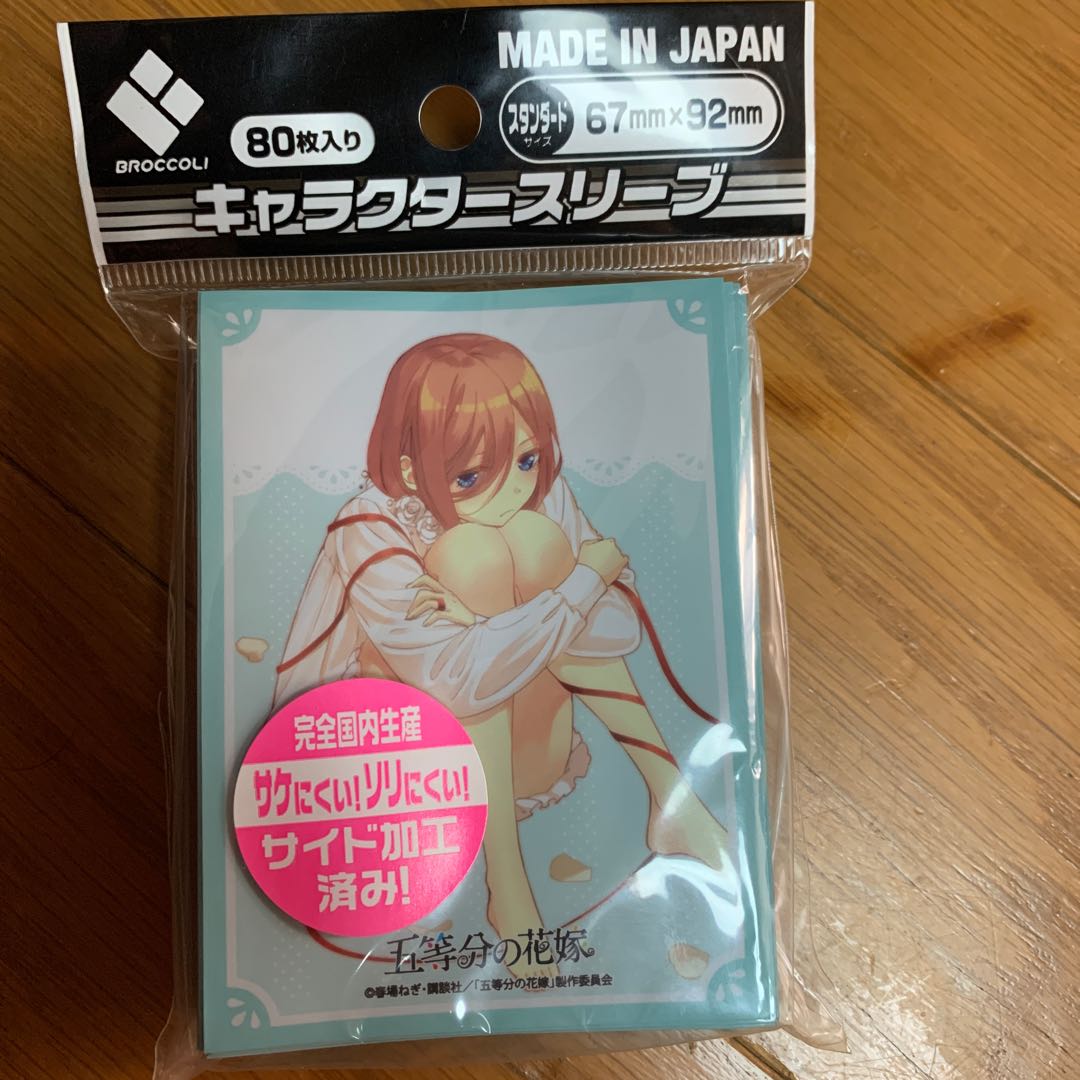 MADE IN JAPAN
BROCCOLI
80枚入り
スタンダード
サイズ
67mm×92mm
キャラクタースリーブ
完全国内生産
サケにくい!ソリにくい!
サイド加工
済み!
五等分の花嫁
©春場ねぎ・講談社/「五等分の花嫁」製作委員会